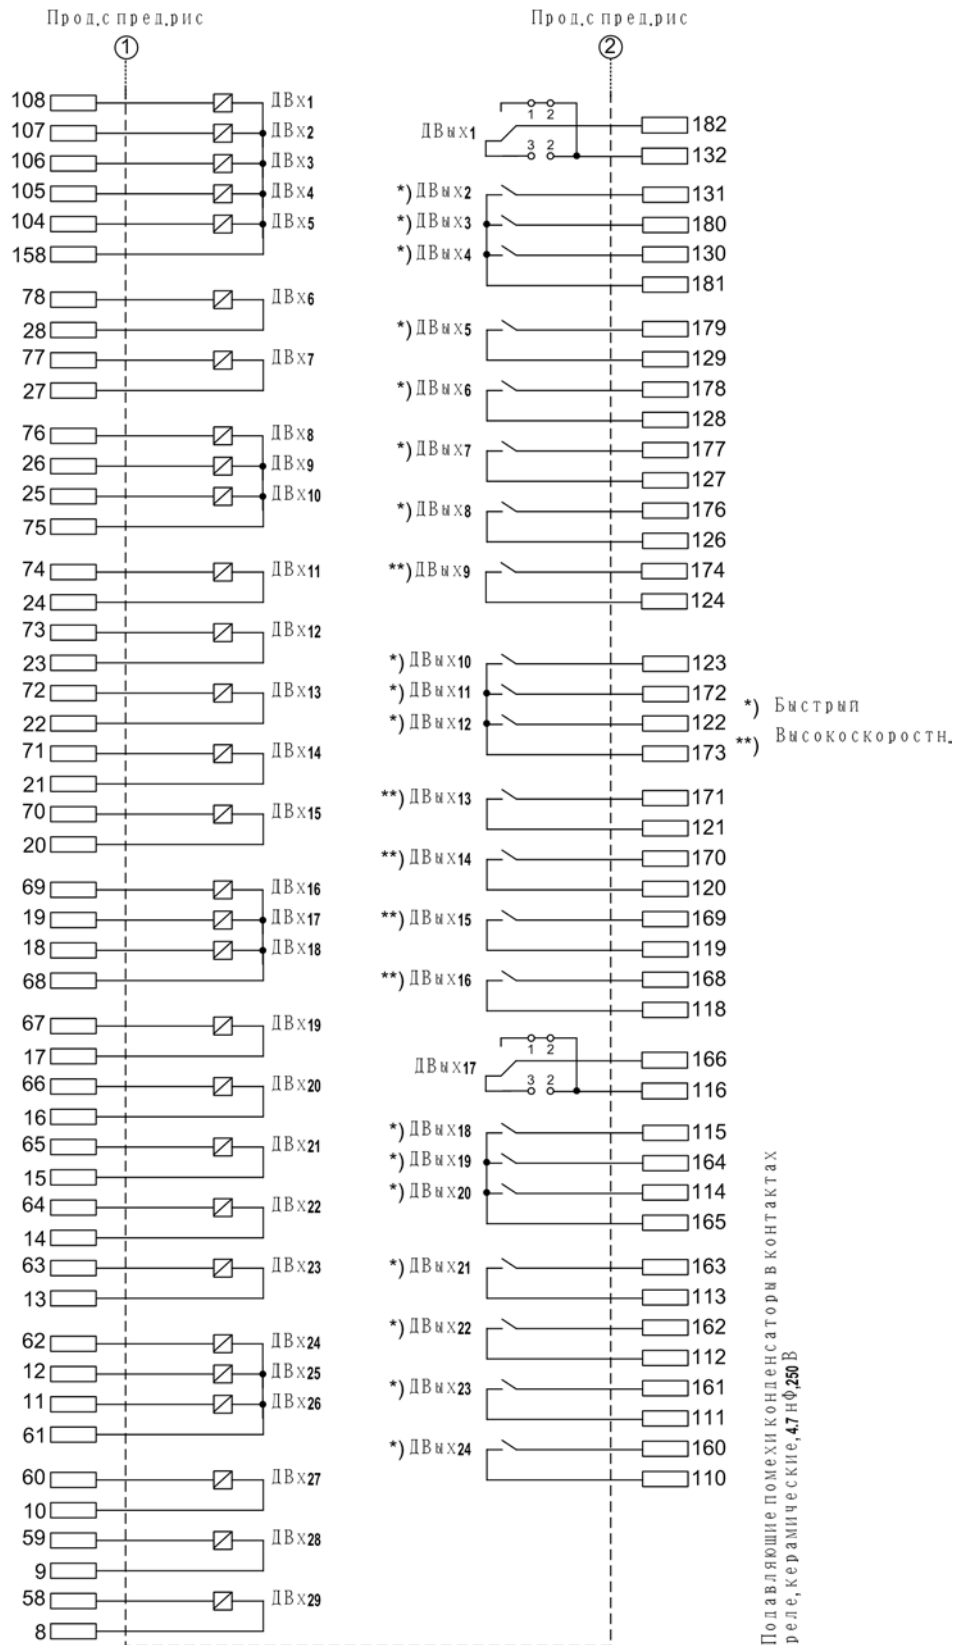 Прод.с пред.рис
1
108 ДВх1
107 ДВх2
106 ДВх3
105 ДВх4
104 ДВх5
158
78 ДВх6
28
77 ДВх7
27
76 ДВх8
26 ДВх9
25 ДВх10
75
74 ДВх11
24
73 ДВх12
23
72 ДВх13
22
71 ДВх14
21
70 ДВх15
20
69 ДВх16
19 ДВх17
18 ДВх18
68
67 ДВх19
17
66 ДВх20
16
65 ДВх21
15
64 ДВх22
14
63 ДВх23
13
62 ДВх24
12 ДВх25
11 ДВх26
61
60 ДВх27
10
59 ДВх28
9
58 ДВх29
8
Прод.с пред.рис
2
1 2
ДВых1 182
3 2
132
*) ДВых2 131
*) ДВых3 180
*) ДВых4 130
181
*) ДВых5 179
129
*) ДВых6 178
128
*) ДВых7 177
127
*) ДВых8 176
126
**) ДВых9 174
124
*) ДВых10 123
*) ДВых11 172
*) ДВых12 122
173
**) ДВых13 171
121
**) ДВых14 170
120
**) ДВых15 169
119
**) ДВых16 168
118
1 2
ДВых17 166
3 2
116
*) ДВых18 115
*) ДВых19 164
*) ДВых20 114
165
*) ДВых21 163
113
*) ДВых22 162
112
*) ДВых23 161
111
*) ДВых24 160
110
*) Быстрып
**) Высокоскоростн.
Подавляюшие помехи конденсаторы в контактах
реле, керамические, 4.7 нФ,250 В